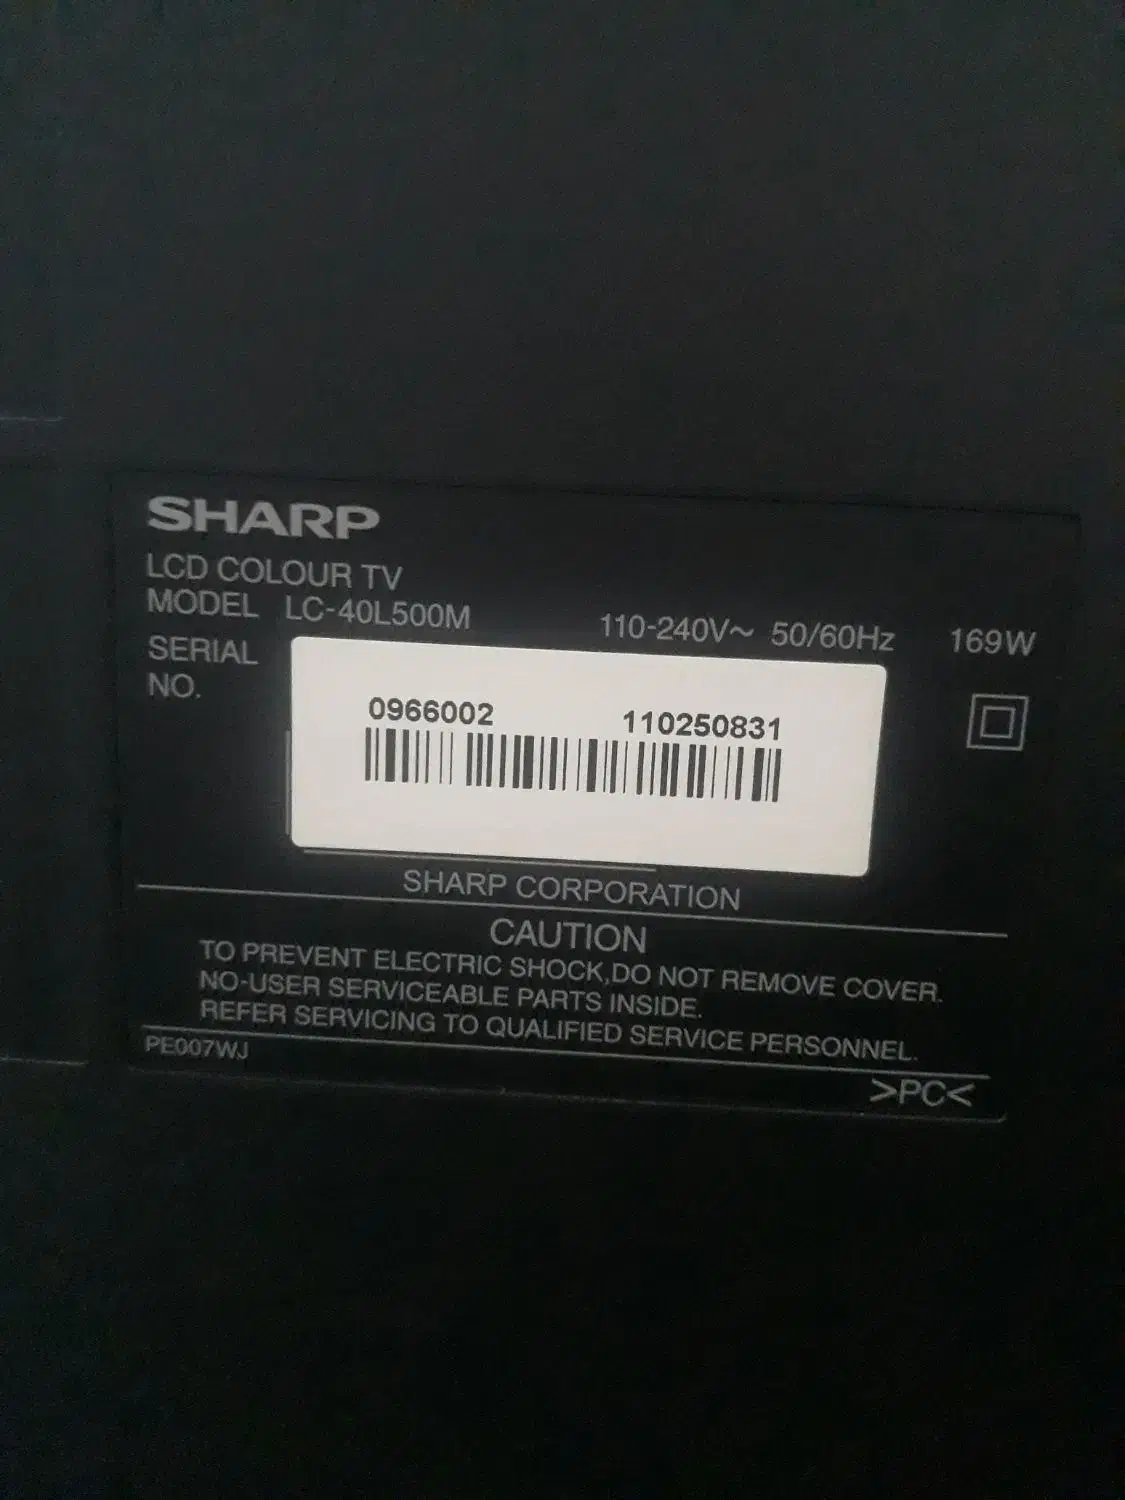 SHARP
LCD COLOUR TV
MODEL LC-40L500M 110-240V~ 50/60Hz 169W
SERIAL
NO.
0966002 110250831
SHARP CORPORATION
CAUTION
TO PREVENT ELECTRIC SHOCK,DO NOT REMOVE COVER.
NO-USER SERVICEABLE PARTS INSIDE.
REFER SERVICING TO QUALIFIED SERVICE PERSONNEL.
PE007WJ
>PC<